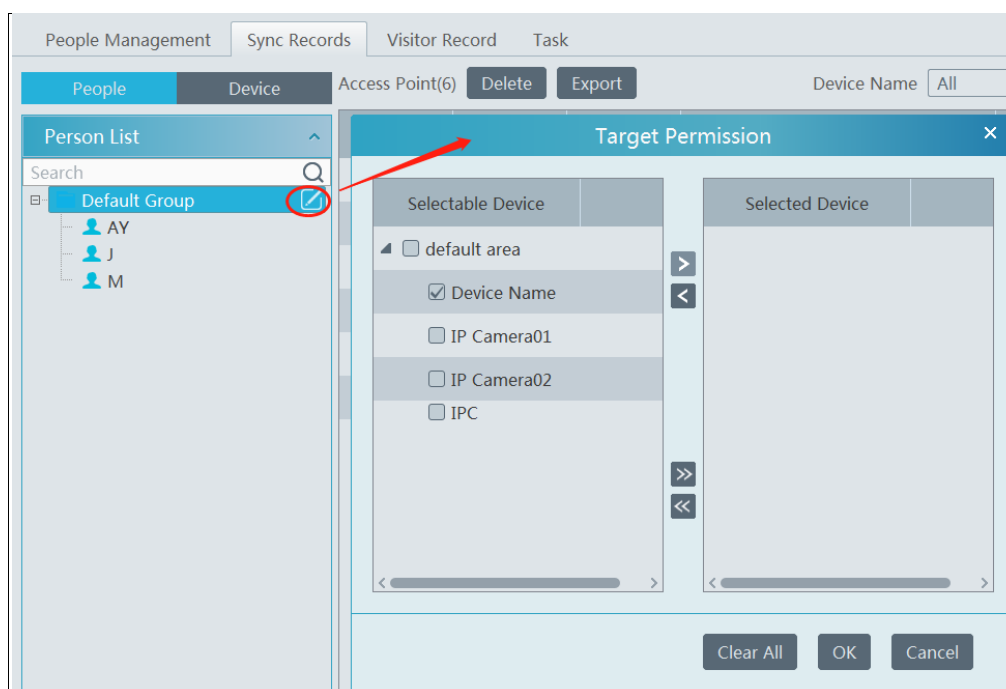 People Management Sync Records Visitor Record Task
People Device Access Point(6) Delete Export Device Name All
Person List
Search
Default Group
AY
J
M
Target Permission
Selectable Device
default area
Device Name
IP Camera01
IP Camera02
IPC
Selected Device
Clear All OK Cancel